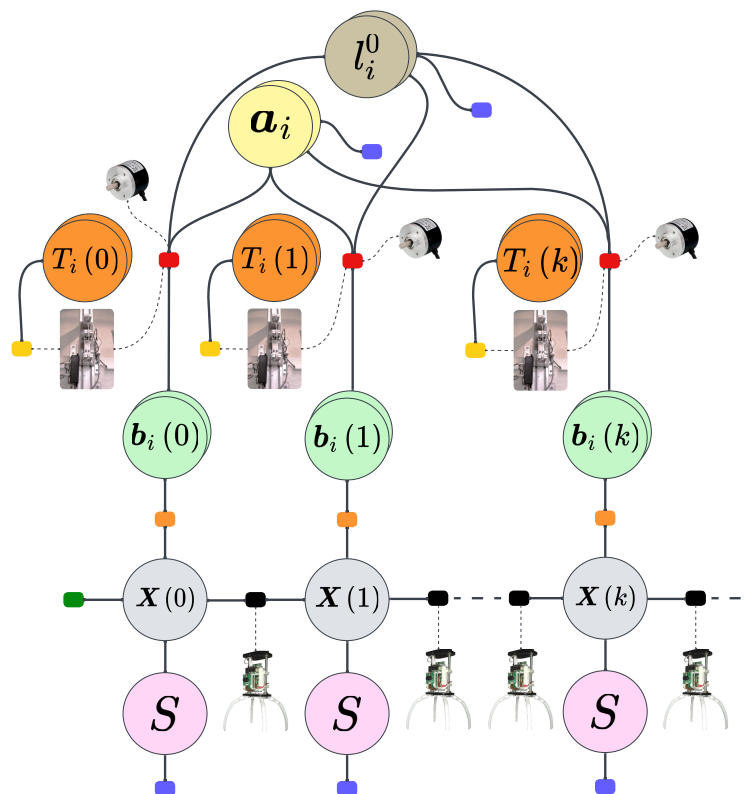 l_i^0
a_i
T_i (0)
T_i (1)
T_i (k)
b_i (0)
b_i (1)
b_i (k)
X (0)
X (1)
X (k)
S
S
S